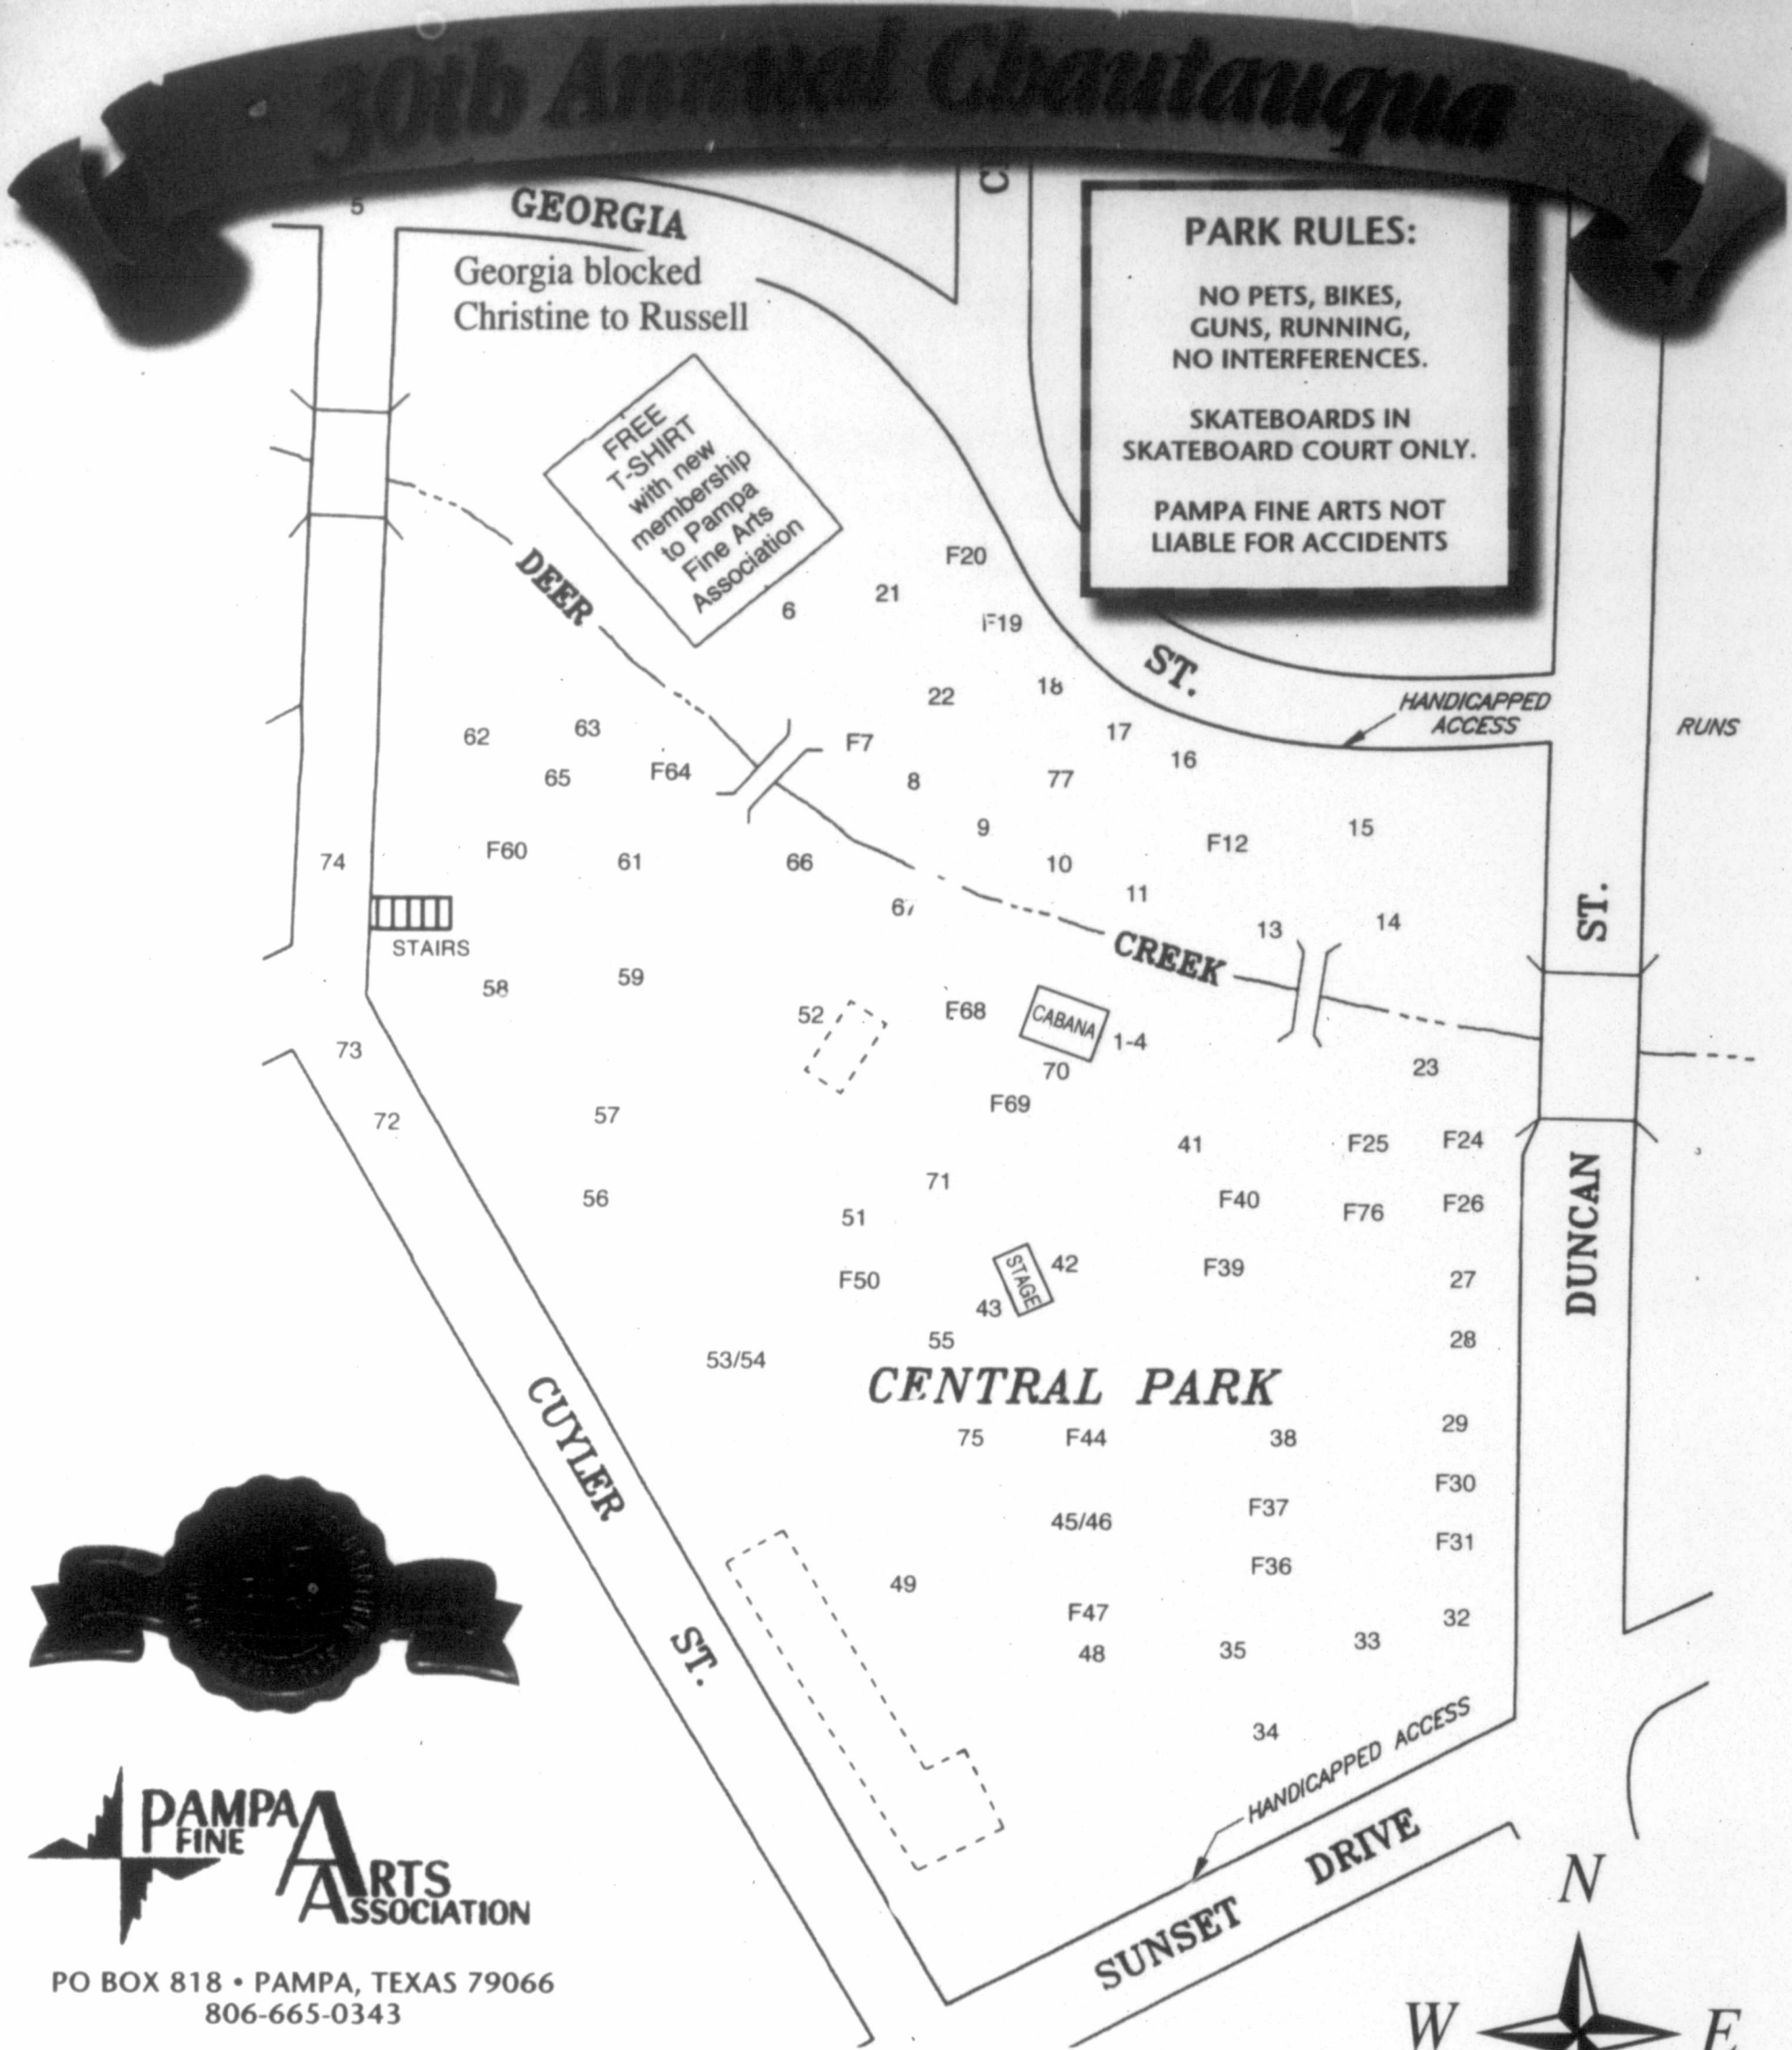 30th Annual Chautauqua
5
GEORGIA
Georgia blocked
Christine to Russell
PARK RULES:
NO PETS, BIKES,
GUNS, RUNNING,
NO INTERFERENCES.
SKATEBOARDS IN
SKATEBOARD COURT ONLY.
PAMPA FINE ARTS NOT
LIABLE FOR ACCIDENTS
FREE
T-SHIRT
with new
membership
to Pampa
Fine Arts
Association
DEER
F20
21
6
F19
ST.
22
18
HANDICAPPED
ACCESS
RUNS
62
63
F7
17
65
F64
8
77
16
9
15
F12
74
F60
61
66
10
11
67
ST.
STAIRS
13
14
CREEK
58
59
52
F68
CABANA
1-4
73
70
23
F69
72
57
41
F25
F24
71
56
51
F40
F76
F26
DUNCAN
F50
STAGE
42
F39
27
43
55
28
53/54
CENTRAL PARK
CUYLER
75
F44
38
29
F30
F37
45/46
F31
F36
49
F47
32
ST.
48
35
33
34
HANDICAPPED ACCESS
SUNSET DRIVE
PAMPA
FINE
ARTS
ASSOCIATION
PO BOX 818 • PAMPA, TEXAS 79066
806-665-0343
N
W
E